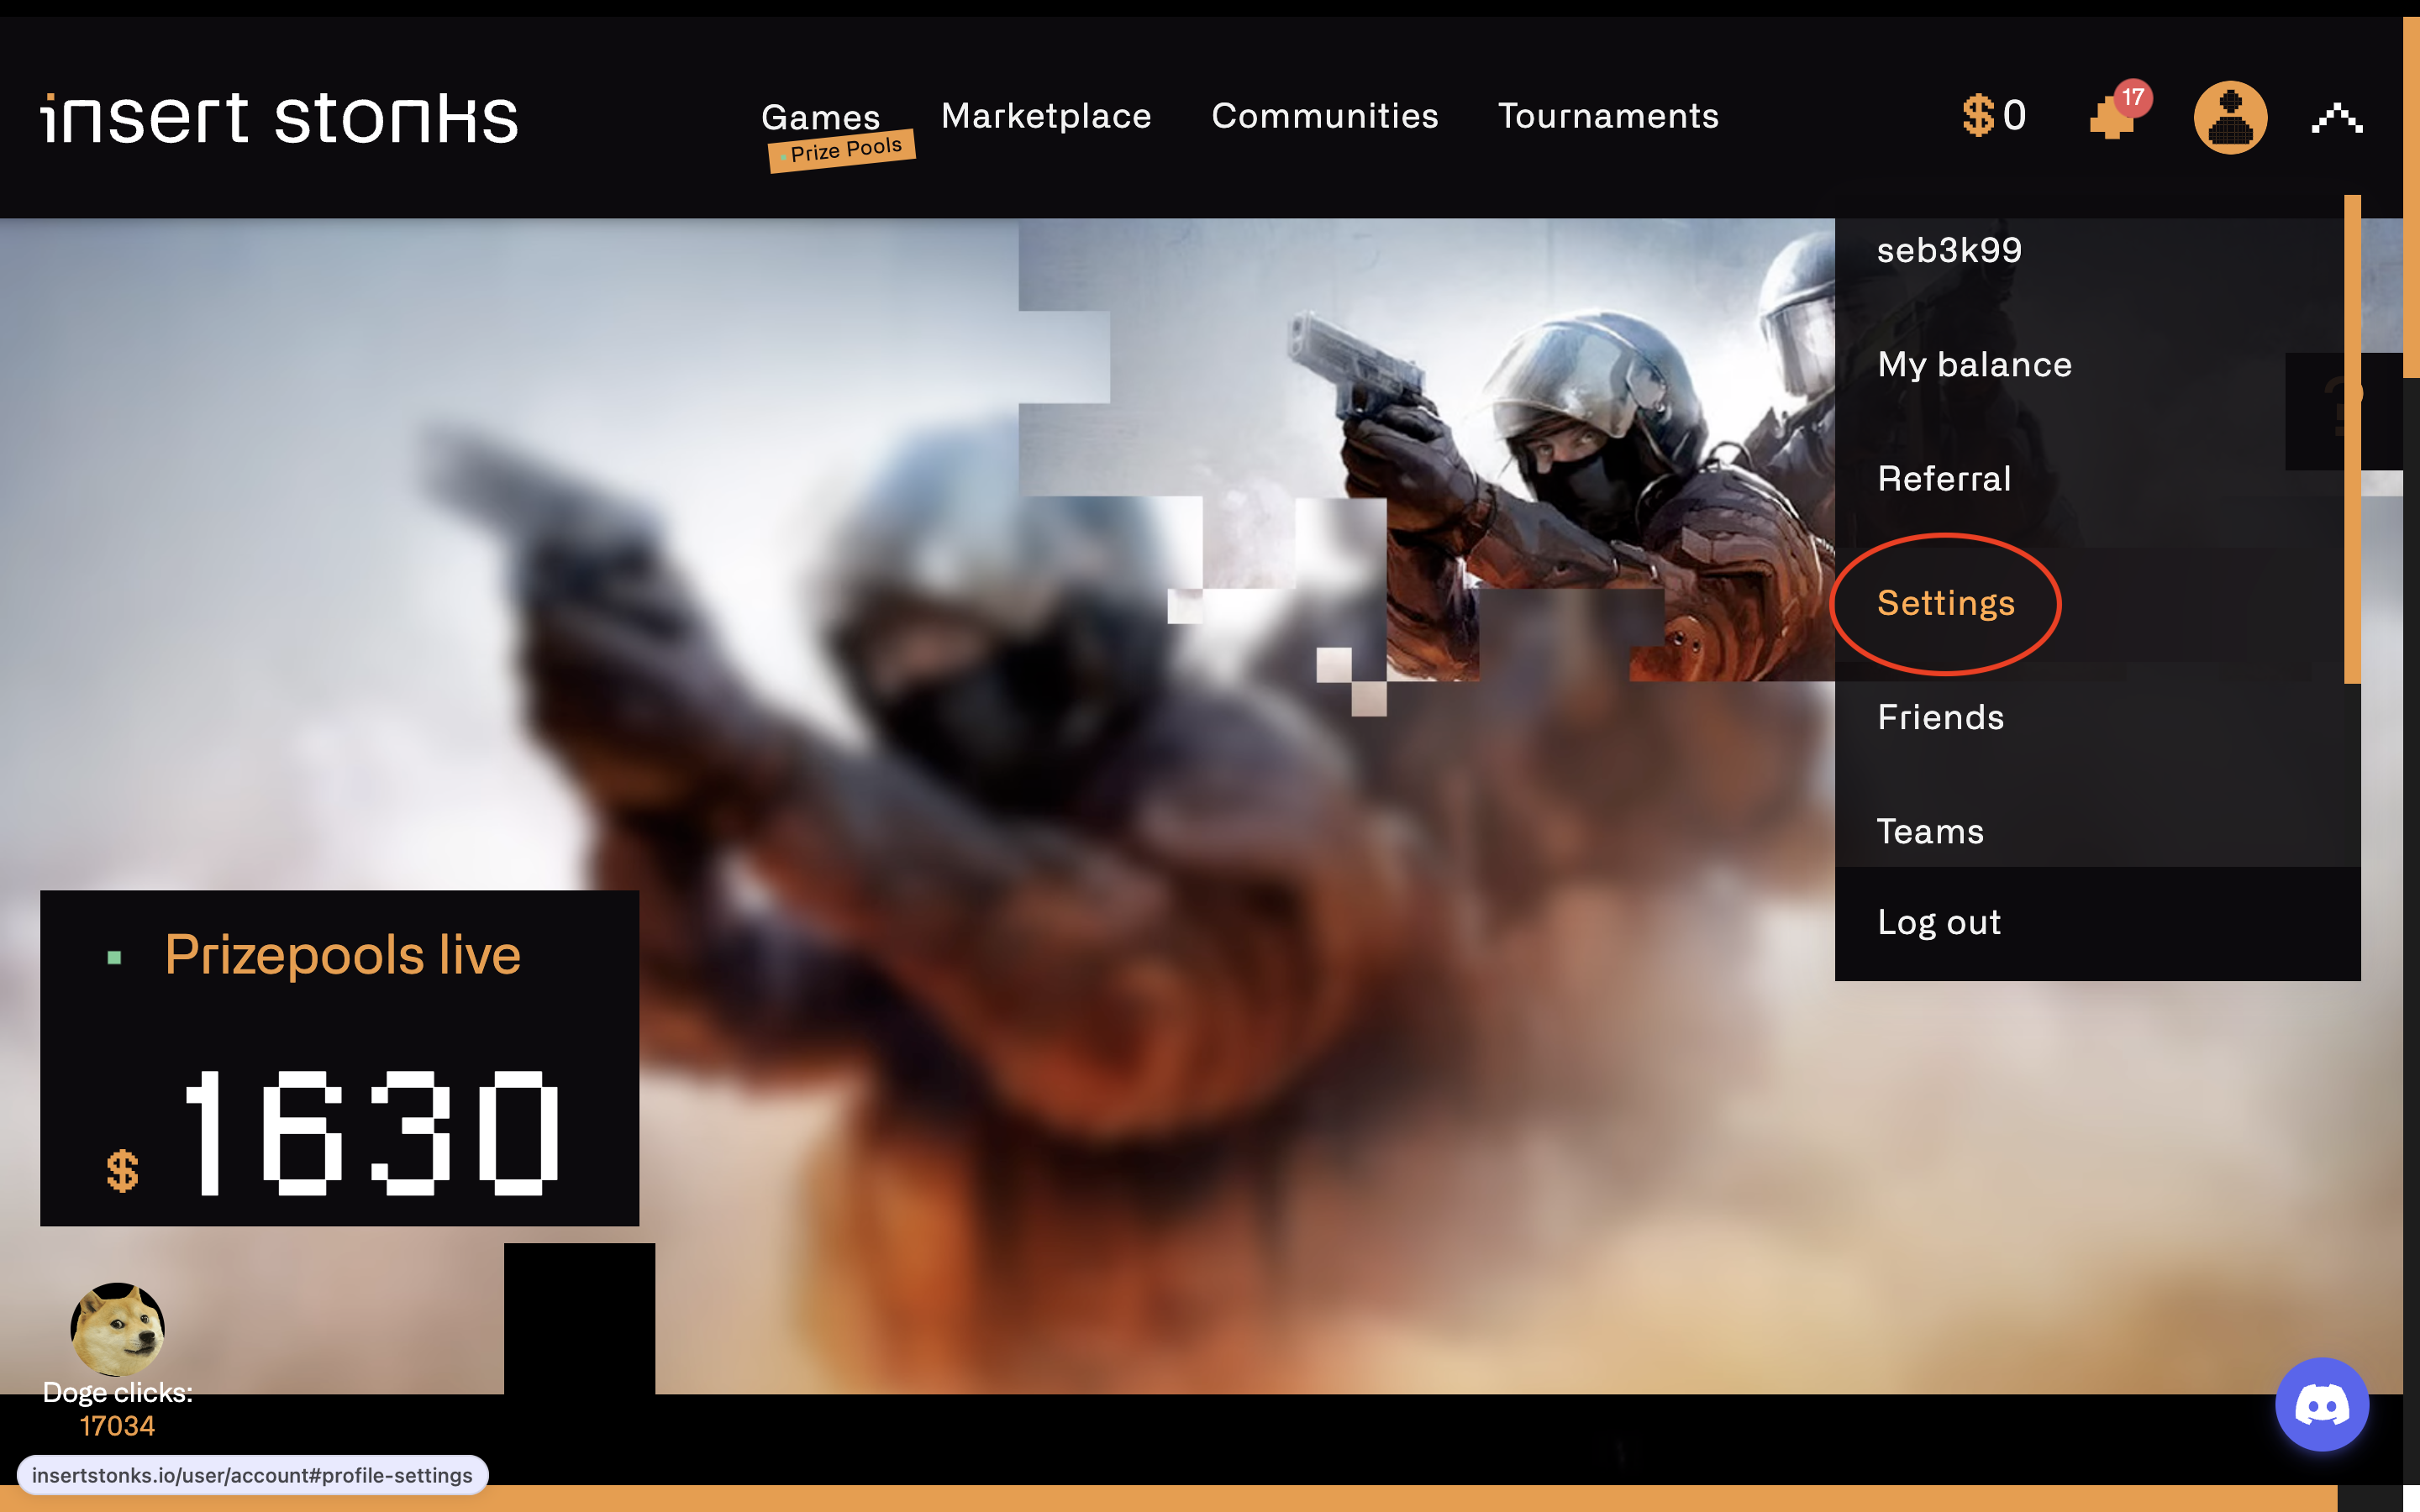 insert stonks
Games
Prize Pools
Marketplace
Communities
Tournaments
$ 0
17
seb3k99
My balance
Referral
Settings
Friends
Teams
Log out
Prizepools live
$ 1630
Doge clicks:
17034
insertstonks.io/user/account#profile-settings